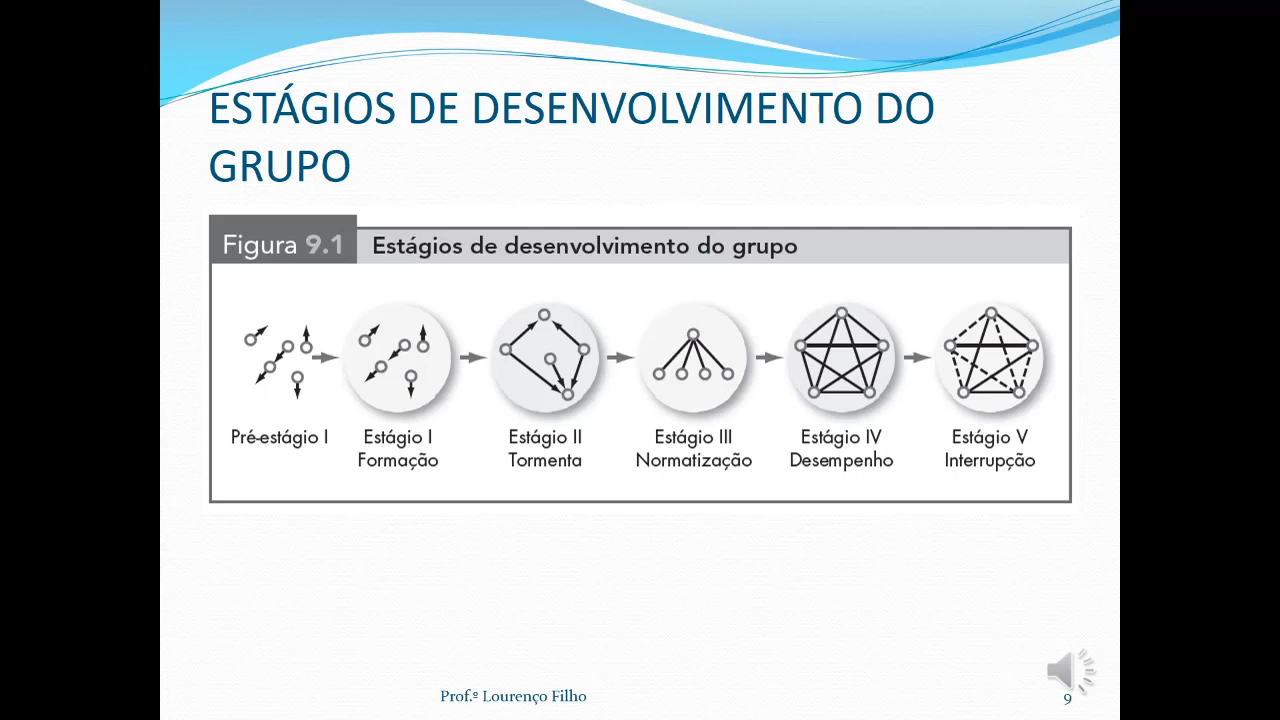 ESTÁGIOS DE DESENVOLVIMENTO DO
GRUPO
Figura 9.1
Estágios de desenvolvimento do grupo
Pré-estágio I
Estágio I
Formação
Estágio II
Tormenta
Estágio III
Normatização
Estágio IV
Desempenho
Estágio V
Interrupção
Prof.º Lourenço Filho
9